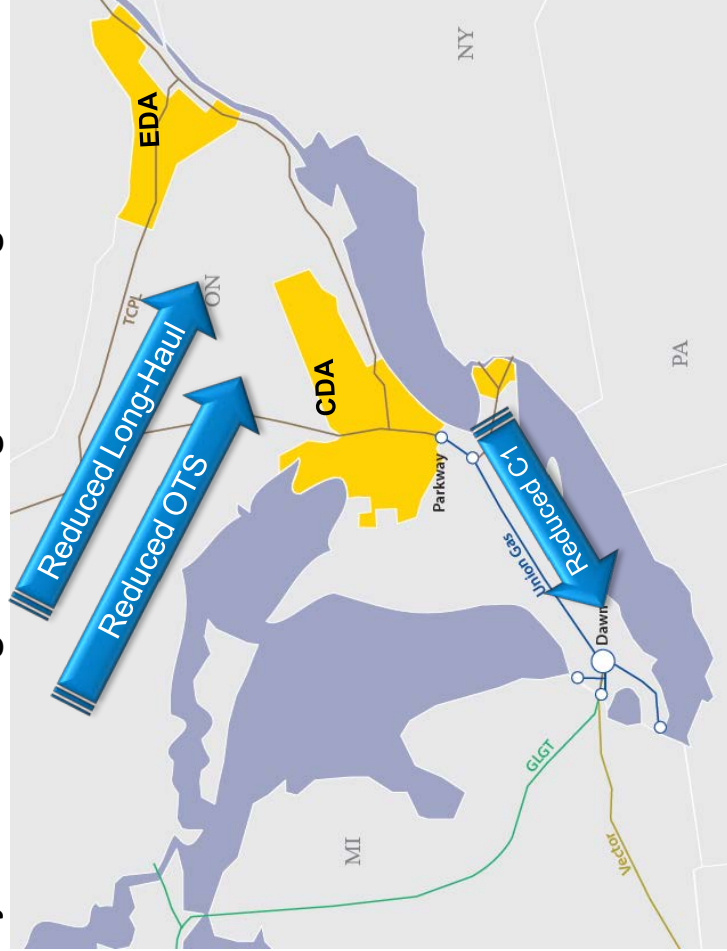 NY
EDA
TCPL
ON
Reduced Long-Haul
Reduced OTS
CDA
PA
Parkway
Reduced C1
Union Gas
Dawn
GLGT
MI
Vector